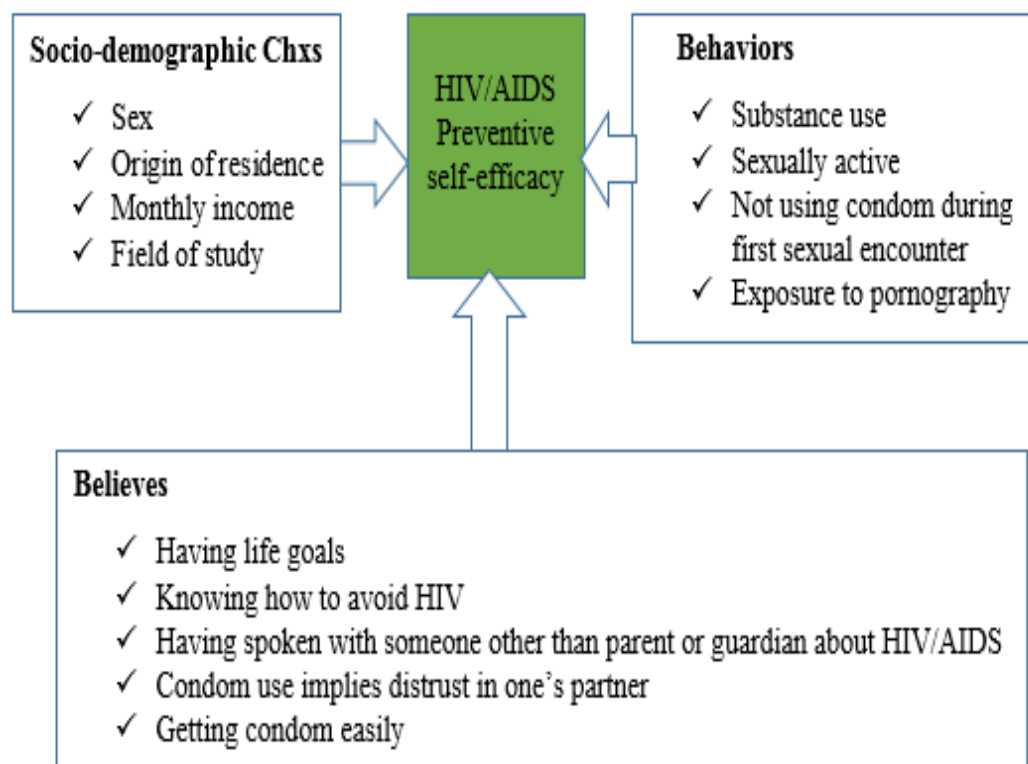 Socio-demographic Chxs
✓ Sex
✓ Origin of residence
✓ Monthly income
✓ Field of study
HIV/AIDS
Preventive
self-efficacy
Behaviors
✓ Substance use
✓ Sexually active
✓ Not using condom during
first sexual encounter
✓ Exposure to pornography
Believes
✓ Having life goals
✓ Knowing how to avoid HIV
✓ Having spoken with someone other than parent or guardian about HIV/AIDS
✓ Condom use implies distrust in one’s partner
✓ Getting condom easily